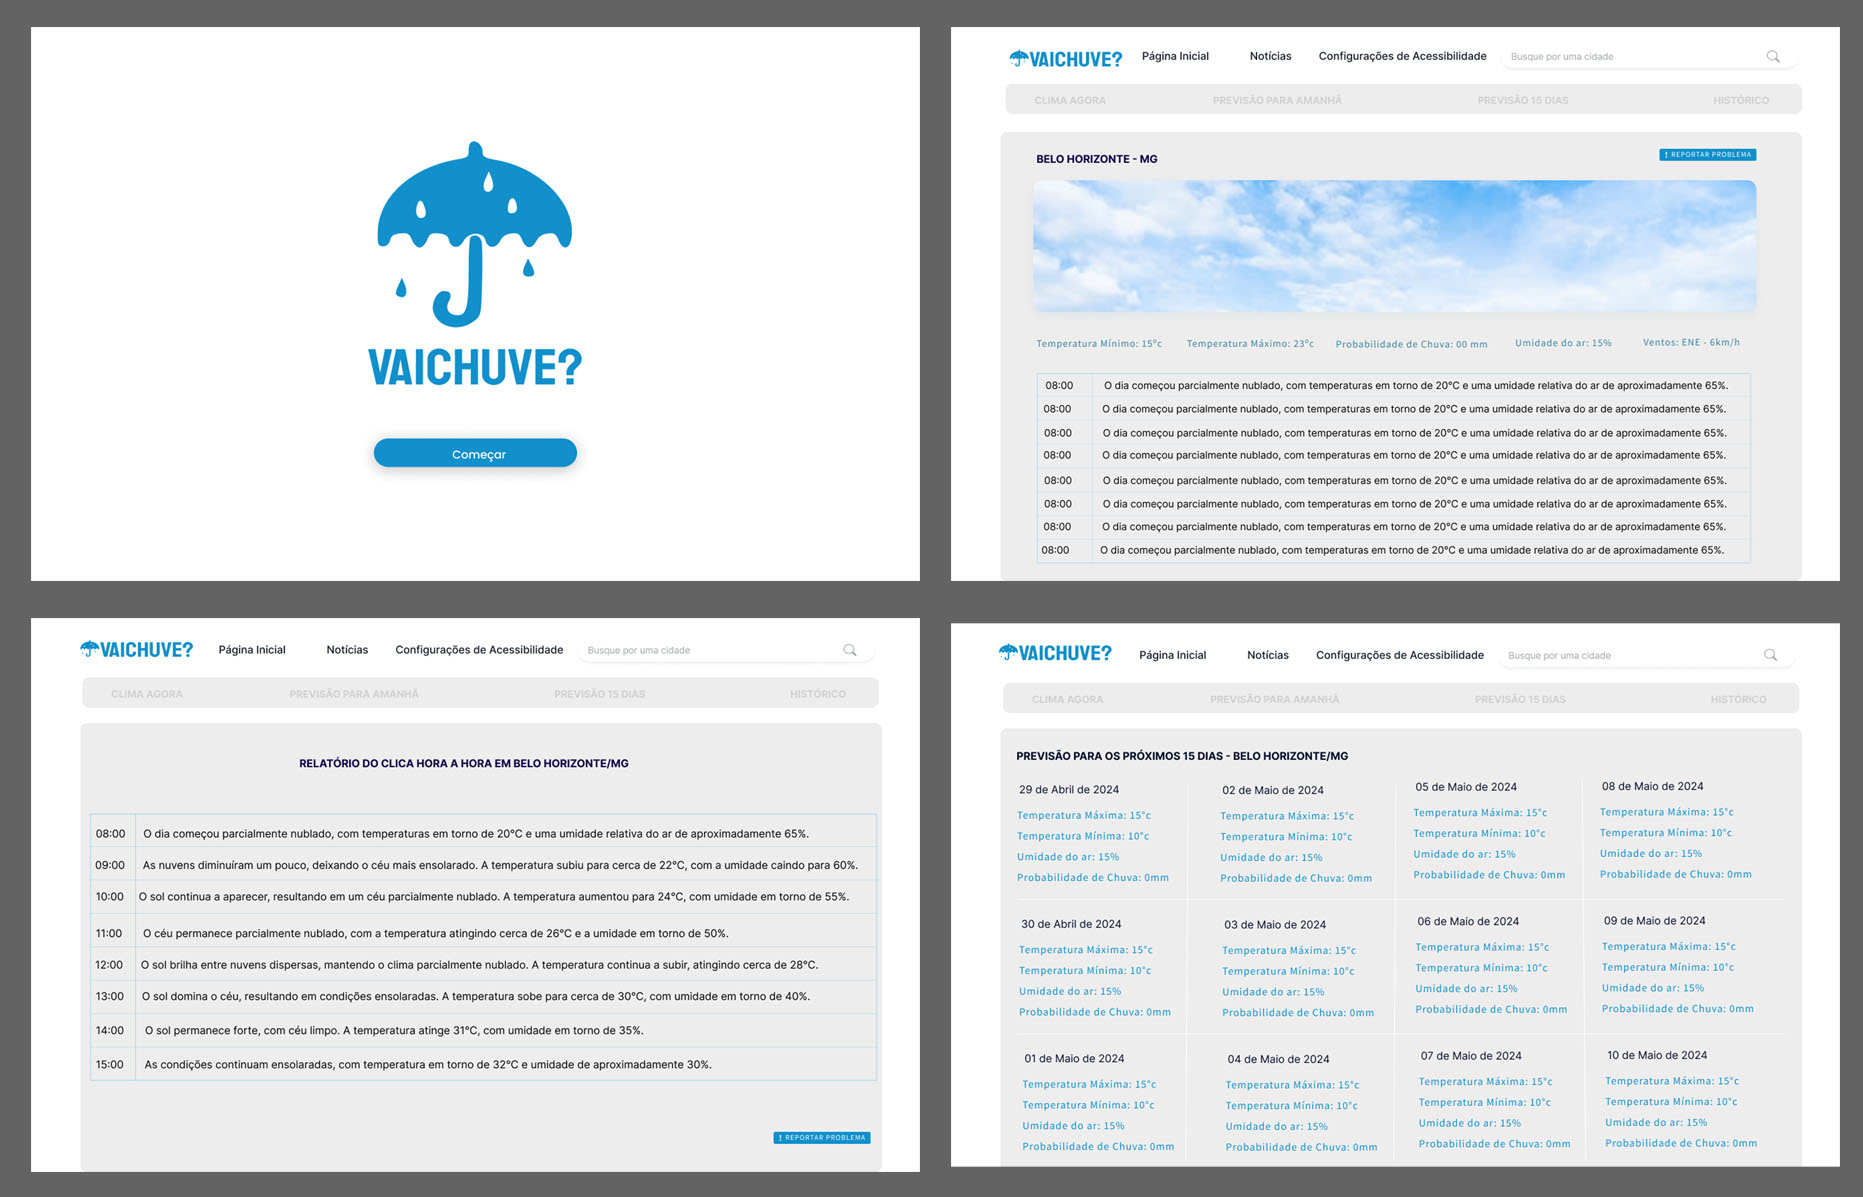 VAICHUVE?
Começar
VAICHUVE? Página Inicial Notícias Configurações de Acessibilidade Busque por uma cidade
CLIMA AGORA PREVISÃO PARA AMANHÃ PREVISÃO 15 DIAS HISTÓRICO
BELO HORIZONTE - MG ! REPORTAR PROBLEMA
Temperatura Mínimo: 15°c Temperatura Máximo: 23°c Probabilidade de Chuva: 00 mm Umidade do ar: 15% Ventos: ENE - 6km/h
08:00 O dia começou parcialmente nublado, com temperaturas em torno de 20°C e uma umidade relativa do ar de aproximadamente 65%.
08:00 O dia começou parcialmente nublado, com temperaturas em torno de 20°C e uma umidade relativa do ar de aproximadamente 65%.
08:00 O dia começou parcialmente nublado, com temperaturas em torno de 20°C e uma umidade relativa do ar de aproximadamente 65%.
08:00 O dia começou parcialmente nublado, com temperaturas em torno de 20°C e uma umidade relativa do ar de aproximadamente 65%.
08:00 O dia começou parcialmente nublado, com temperaturas em torno de 20°C e uma umidade relativa do ar de aproximadamente 65%.
08:00 O dia começou parcialmente nublado, com temperaturas em torno de 20°C e uma umidade relativa do ar de aproximadamente 65%.
08:00 O dia começou parcialmente nublado, com temperaturas em torno de 20°C e uma umidade relativa do ar de aproximadamente 65%.
08:00 O dia começou parcialmente nublado, com temperaturas em torno de 20°C e uma umidade relativa do ar de aproximadamente 65%.
VAICHUVE? Página Inicial Notícias Configurações de Acessibilidade Busque por uma cidade
CLIMA AGORA PREVISÃO PARA AMANHÃ PREVISÃO 15 DIAS HISTÓRICO
RELATÓRIO DO CLICA HORA A HORA EM BELO HORIZONTE/MG
08:00 O dia começou parcialmente nublado, com temperaturas em torno de 20°C e uma umidade relativa do ar de aproximadamente 65%.
09:00 As nuvens diminuíram um pouco, deixando o céu mais ensolarado. A temperatura subiu para cerca de 22°C, com a umidade caindo para 60%.
10:00 O sol continua a aparecer, resultando em um céu parcialmente nublado. A temperatura aumentou para 24°C, com umidade em torno de 55%.
11:00 O céu permanece parcialmente nublado, com a temperatura atingindo cerca de 26°C e a umidade em torno de 50%.
12:00 O sol brilha entre nuvens dispersas, mantendo o clima parcialmente nublado. A temperatura continua a subir, atingindo cerca de 28°C.
13:00 O sol domina o céu, resultando em condições ensolaradas. A temperatura sobe para cerca de 30°C, com umidade em torno de 40%.
14:00 O sol permanece forte, com céu limpo. A temperatura atinge 31°C, com umidade em torno de 35%.
15:00 As condições continuam ensolaradas, com temperatura em torno de 32°C e umidade de aproximadamente 30%.
! REPORTAR PROBLEMA
VAICHUVE? Página Inicial Notícias Configurações de Acessibilidade Busque por uma cidade
CLIMA AGORA PREVISÃO PARA AMANHÃ PREVISÃO 15 DIAS HISTÓRICO
PREVISÃO PARA OS PRÓXIMOS 15 DIAS - BELO HORIZONTE/MG
29 de Abril de 2024 02 de Maio de 2024 05 de Maio de 2024 08 de Maio de 2024
Temperatura Máxima: 15°c Temperatura Máxima: 15°c Temperatura Máxima: 15°c Temperatura Máxima: 15°c
Temperatura Mínima: 10°c Temperatura Mínima: 10°c Temperatura Mínima: 10°c Temperatura Mínima: 10°c
Umidade do ar: 15% Umidade do ar: 15% Umidade do ar: 15% Umidade do ar: 15%
Probabilidade de Chuva: 0mm Probabilidade de Chuva: 0mm Probabilidade de Chuva: 0mm Probabilidade de Chuva: 0mm
30 de Abril de 2024 03 de Maio de 2024 06 de Maio de 2024 09 de Maio de 2024
Temperatura Máxima: 15°c Temperatura Máxima: 15°c Temperatura Máxima: 15°c Temperatura Máxima: 15°c
Temperatura Mínima: 10°c Temperatura Mínima: 10°c Temperatura Mínima: 10°c Temperatura Mínima: 10°c
Umidade do ar: 15% Umidade do ar: 15% Umidade do ar: 15% Umidade do ar: 15%
Probabilidade de Chuva: 0mm Probabilidade de Chuva: 0mm Probabilidade de Chuva: 0mm Probabilidade de Chuva: 0mm
01 de Maio de 2024 04 de Maio de 2024 07 de Maio de 2024 10 de Maio de 2024
Temperatura Máxima: 15°c Temperatura Máxima: 15°c Temperatura Máxima: 15°c Temperatura Máxima: 15°c
Temperatura Mínima: 10°c Temperatura Mínima: 10°c Temperatura Mínima: 10°c Temperatura Mínima: 10°c
Umidade do ar: 15% Umidade do ar: 15% Umidade do ar: 15% Umidade do ar: 15%
Probabilidade de Chuva: 0mm Probabilidade de Chuva: 0mm Probabilidade de Chuva: 0mm Probabilidade de Chuva: 0mm